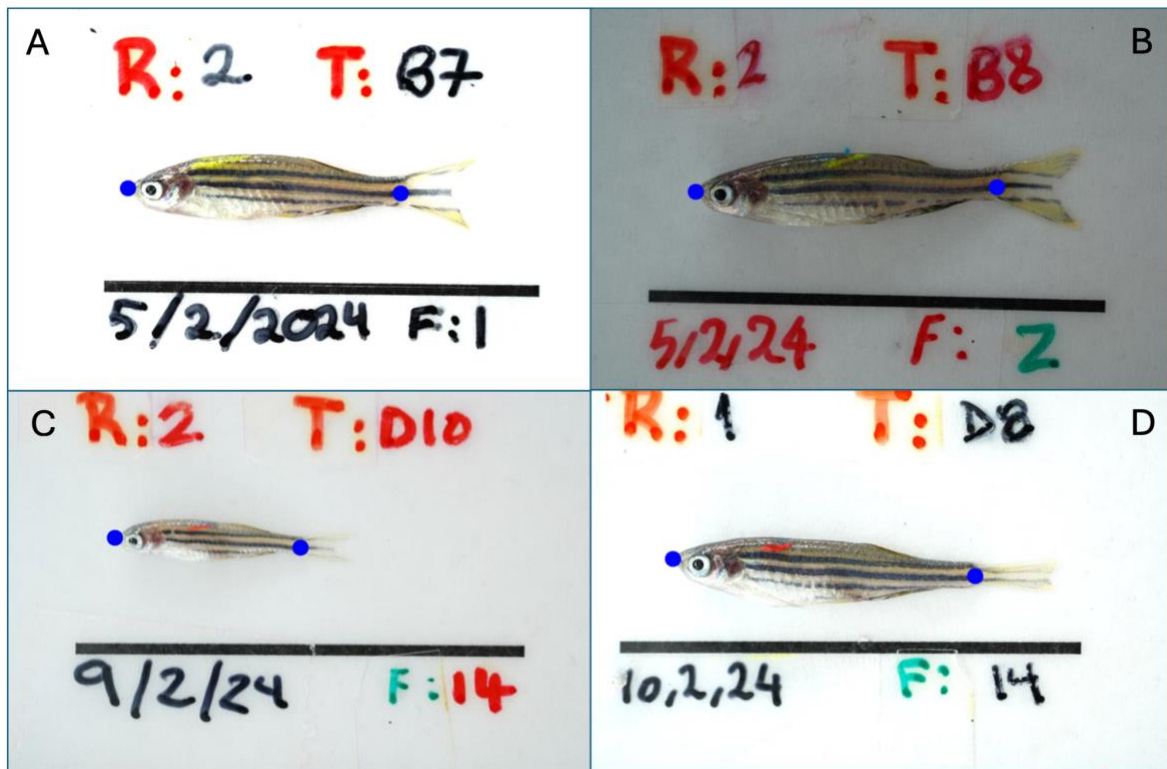 A
R: 2. T: B7
5/2/2024 F:1
B
R:2 T:B8
5,2,24 F: 2
C
R:2 T:D10
9/2/24 F:14
D
R: 1 T: D8
10,2,24 F: 14